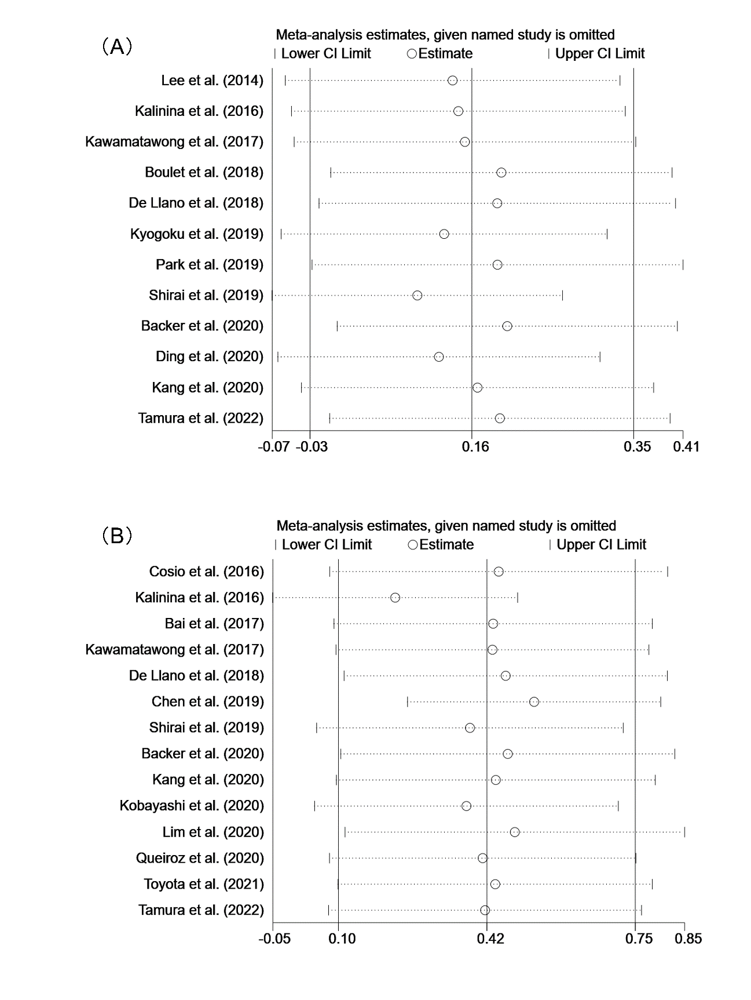 (A)
Meta-analysis estimates, given named study is omitted
| Lower CI Limit ○Estimate | Upper CI Limit
Lee et al. (2014)
Kalinina et al. (2016)
Kawamatawong et al. (2017)
Boulet et al. (2018)
De Llano et al. (2018)
Kyogoku et al. (2019)
Park et al. (2019)
Shirai et al. (2019)
Backer et al. (2020)
Ding et al. (2020)
Kang et al. (2020)
Tamura et al. (2022)
-0.07 -0.03 0.16 0.35 0.41
(B)
Meta-analysis estimates, given named study is omitted
| Lower CI Limit ○Estimate | Upper CI Limit
Cosio et al. (2016)
Kalinina et al. (2016)
Bai et al. (2017)
Kawamatawong et al. (2017)
De Llano et al. (2018)
Chen et al. (2019)
Shirai et al. (2019)
Backer et al. (2020)
Kang et al. (2020)
Kobayashi et al. (2020)
Lim et al. (2020)
Queiroz et al. (2020)
Toyota et al. (2021)
Tamura et al. (2022)
-0.05 0.10 0.42 0.75 0.85